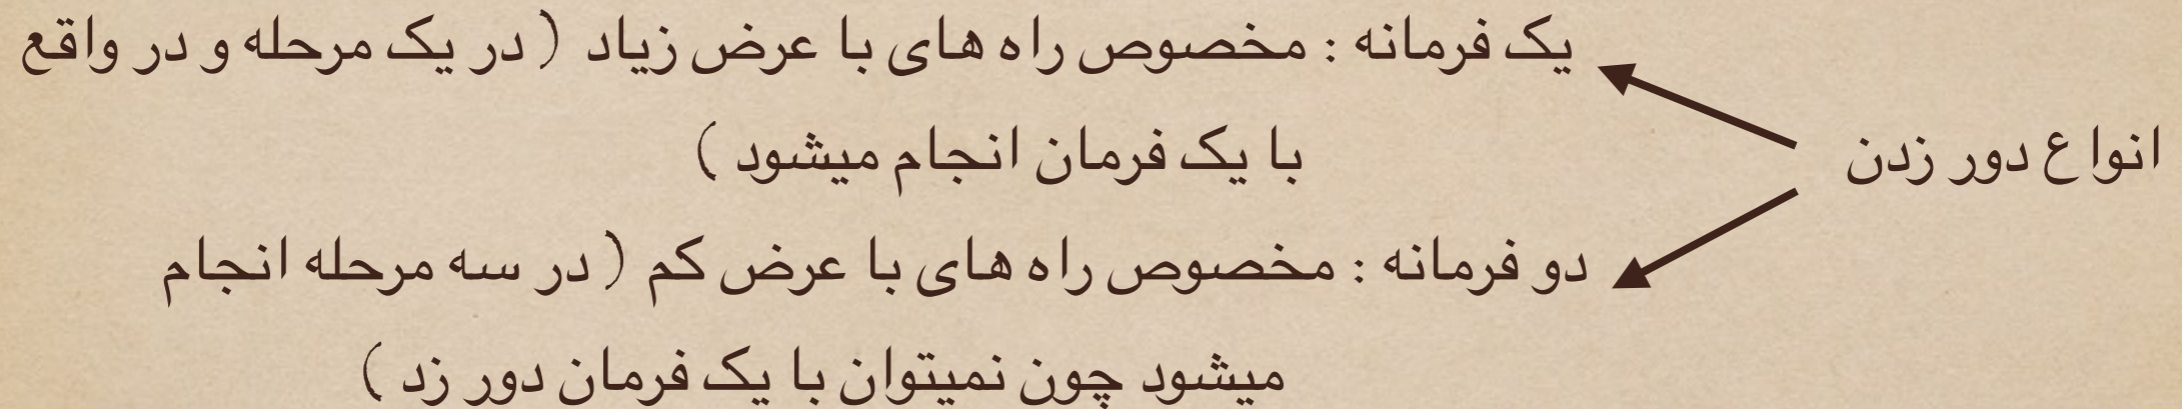 انواع دور زدن
یک فرمانه : مخصوص راه های با عرض زیاد ( در یک مرحله و در واقع
با یک فرمان انجام میشود )
دو فرمانه : مخصوص راه های با عرض کم ( در سه مرحله انجام
میشود چون نمیتوان با یک فرمان دور زد )